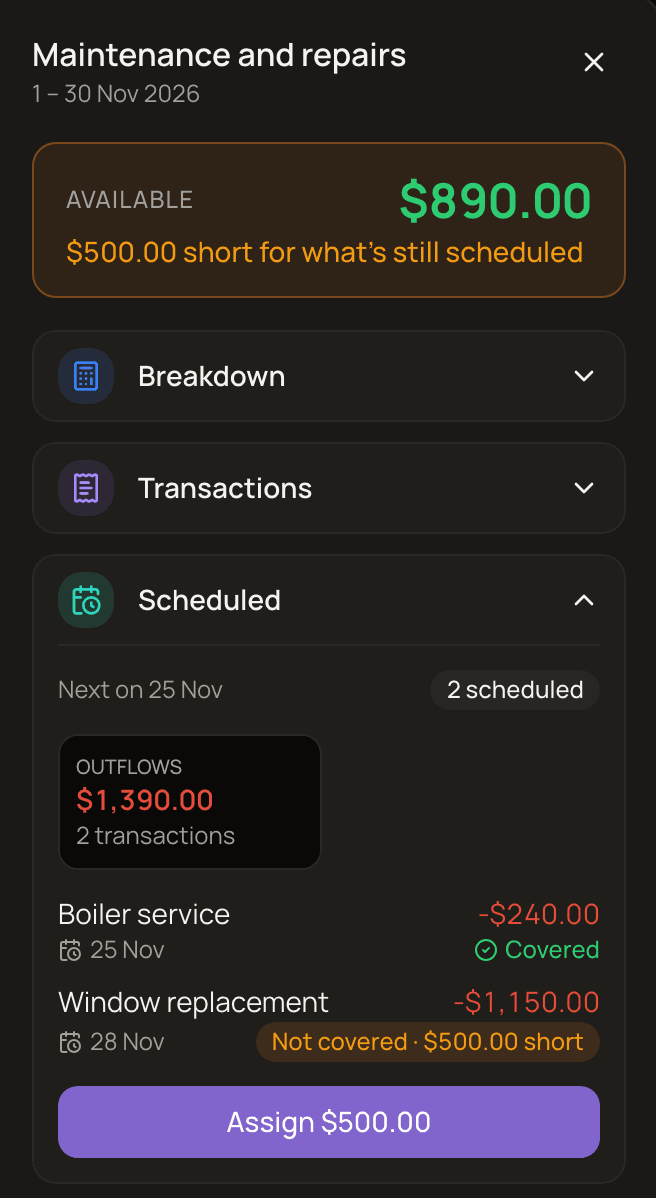 Maintenance and repairs
1 – 30 Nov 2026
AVAILABLE $890.00
$500.00 short for what’s still scheduled
Breakdown
Transactions
Scheduled
Next on 25 Nov 2 scheduled
OUTFLOWS
$1,390.00
2 transactions
Boiler service -$240.00
25 Nov Covered
Window replacement -$1,150.00
28 Nov Not covered · $500.00 short
Assign $500.00